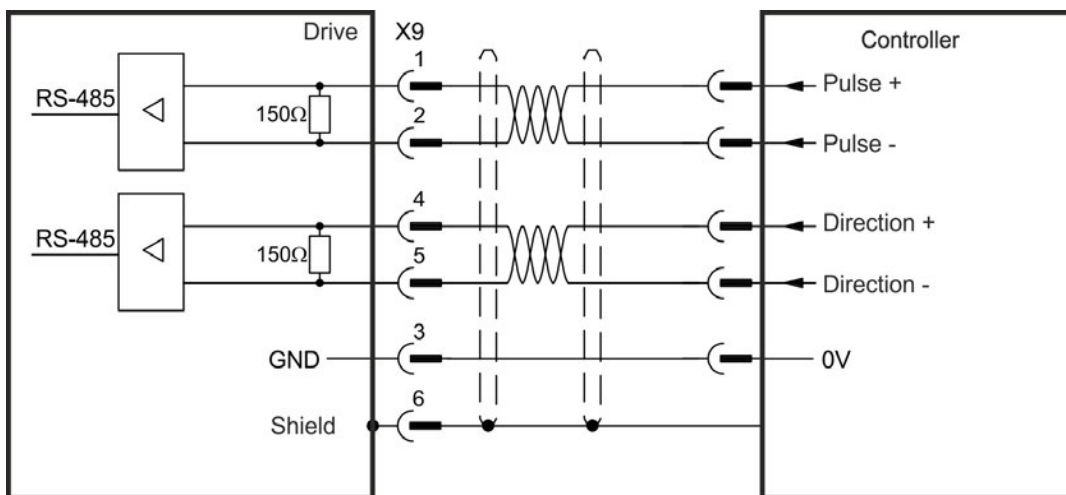 Drive
X9
Controller
1
Pulse +
RS-485
150Ω
2
Pulse -
4
Direction +
RS-485
150Ω
5
Direction -
3
GND
0V
6
Shield